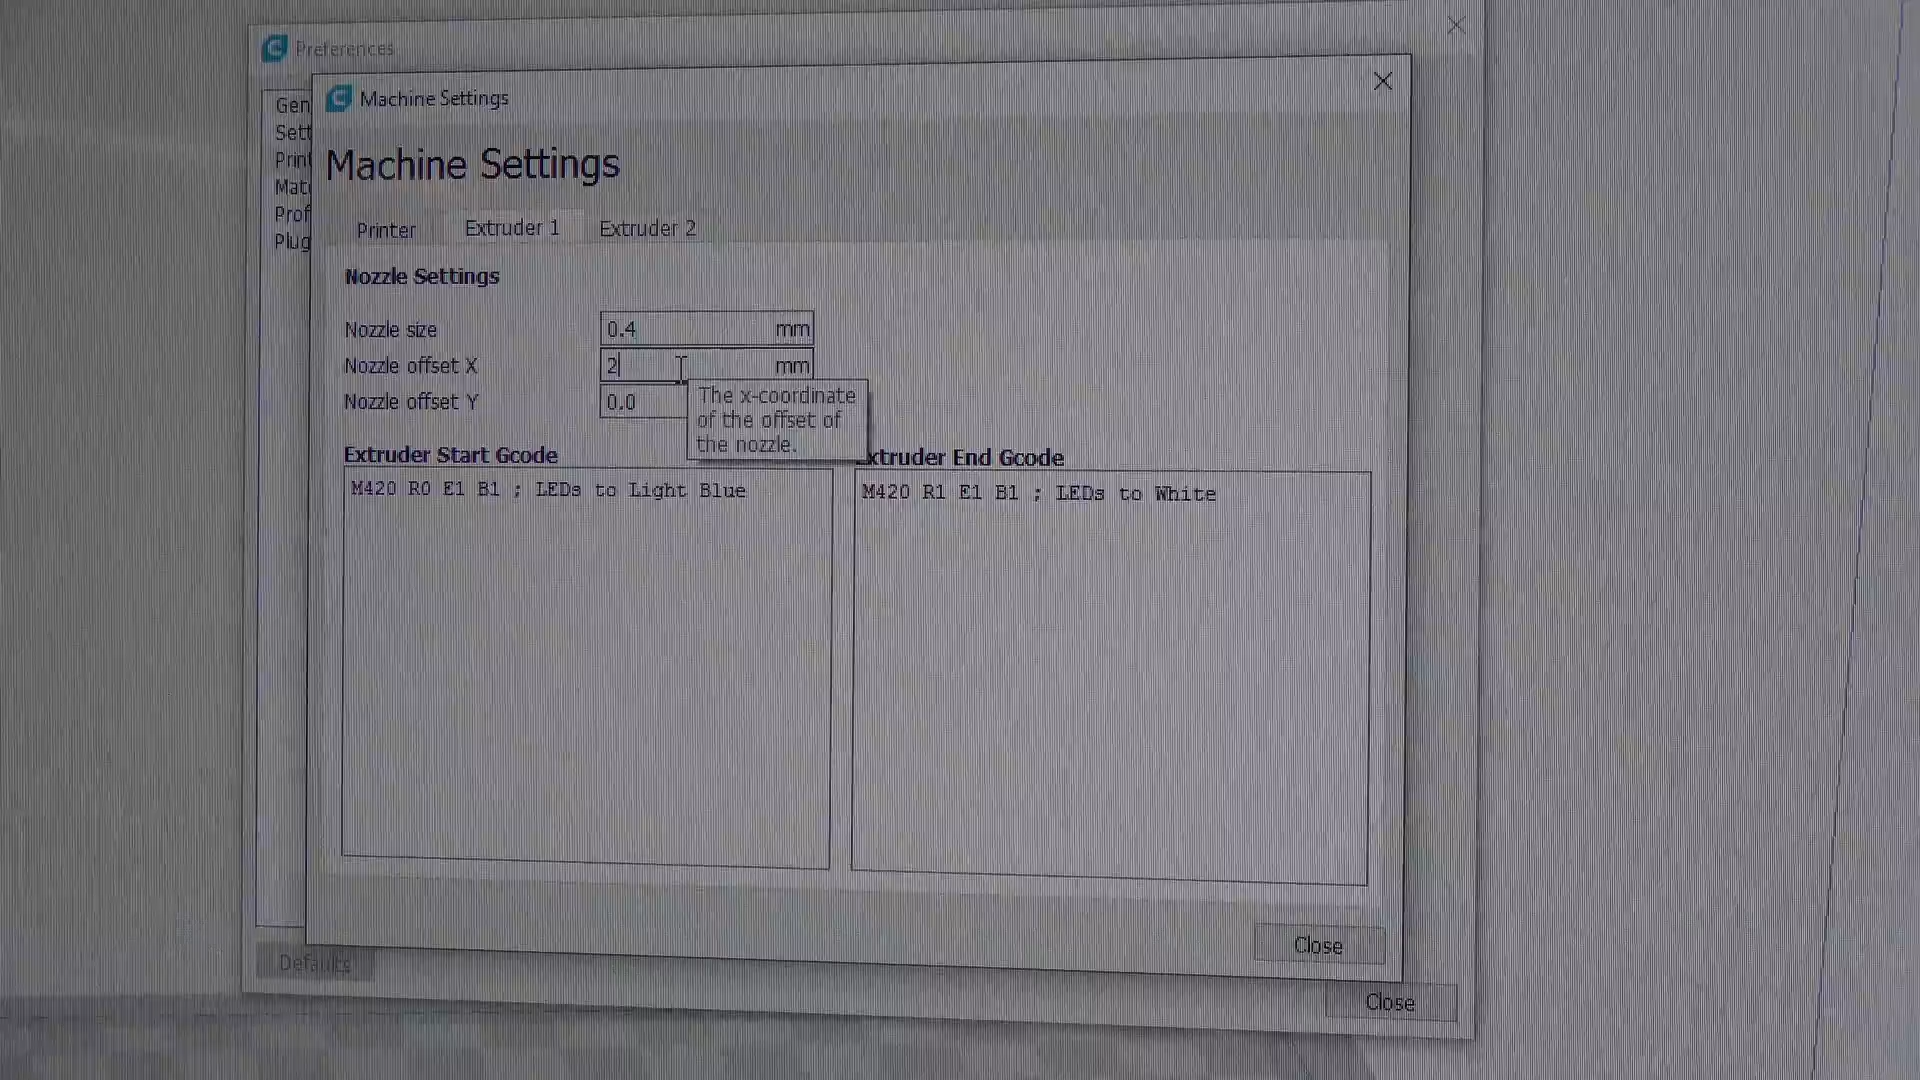 Preferences
Machine Settings
Gen
Sett
Print
Mat
Prof
Plug
Machine Settings
Printer
Extruder 1
Extruder 2
Nozzle Settings
Nozzle size
0.4
mm
Nozzle offset X
2
mm
Nozzle offset Y
0.0
The x-coordinate
of the offset of
the nozzle.
Extruder Start Gcode
xtruder End Gcode
M420 R0 E1 B1 ; LEDs to Light Blue
M420 R1 E1 B1 ; LEDs to White
Close
Defaults
Close